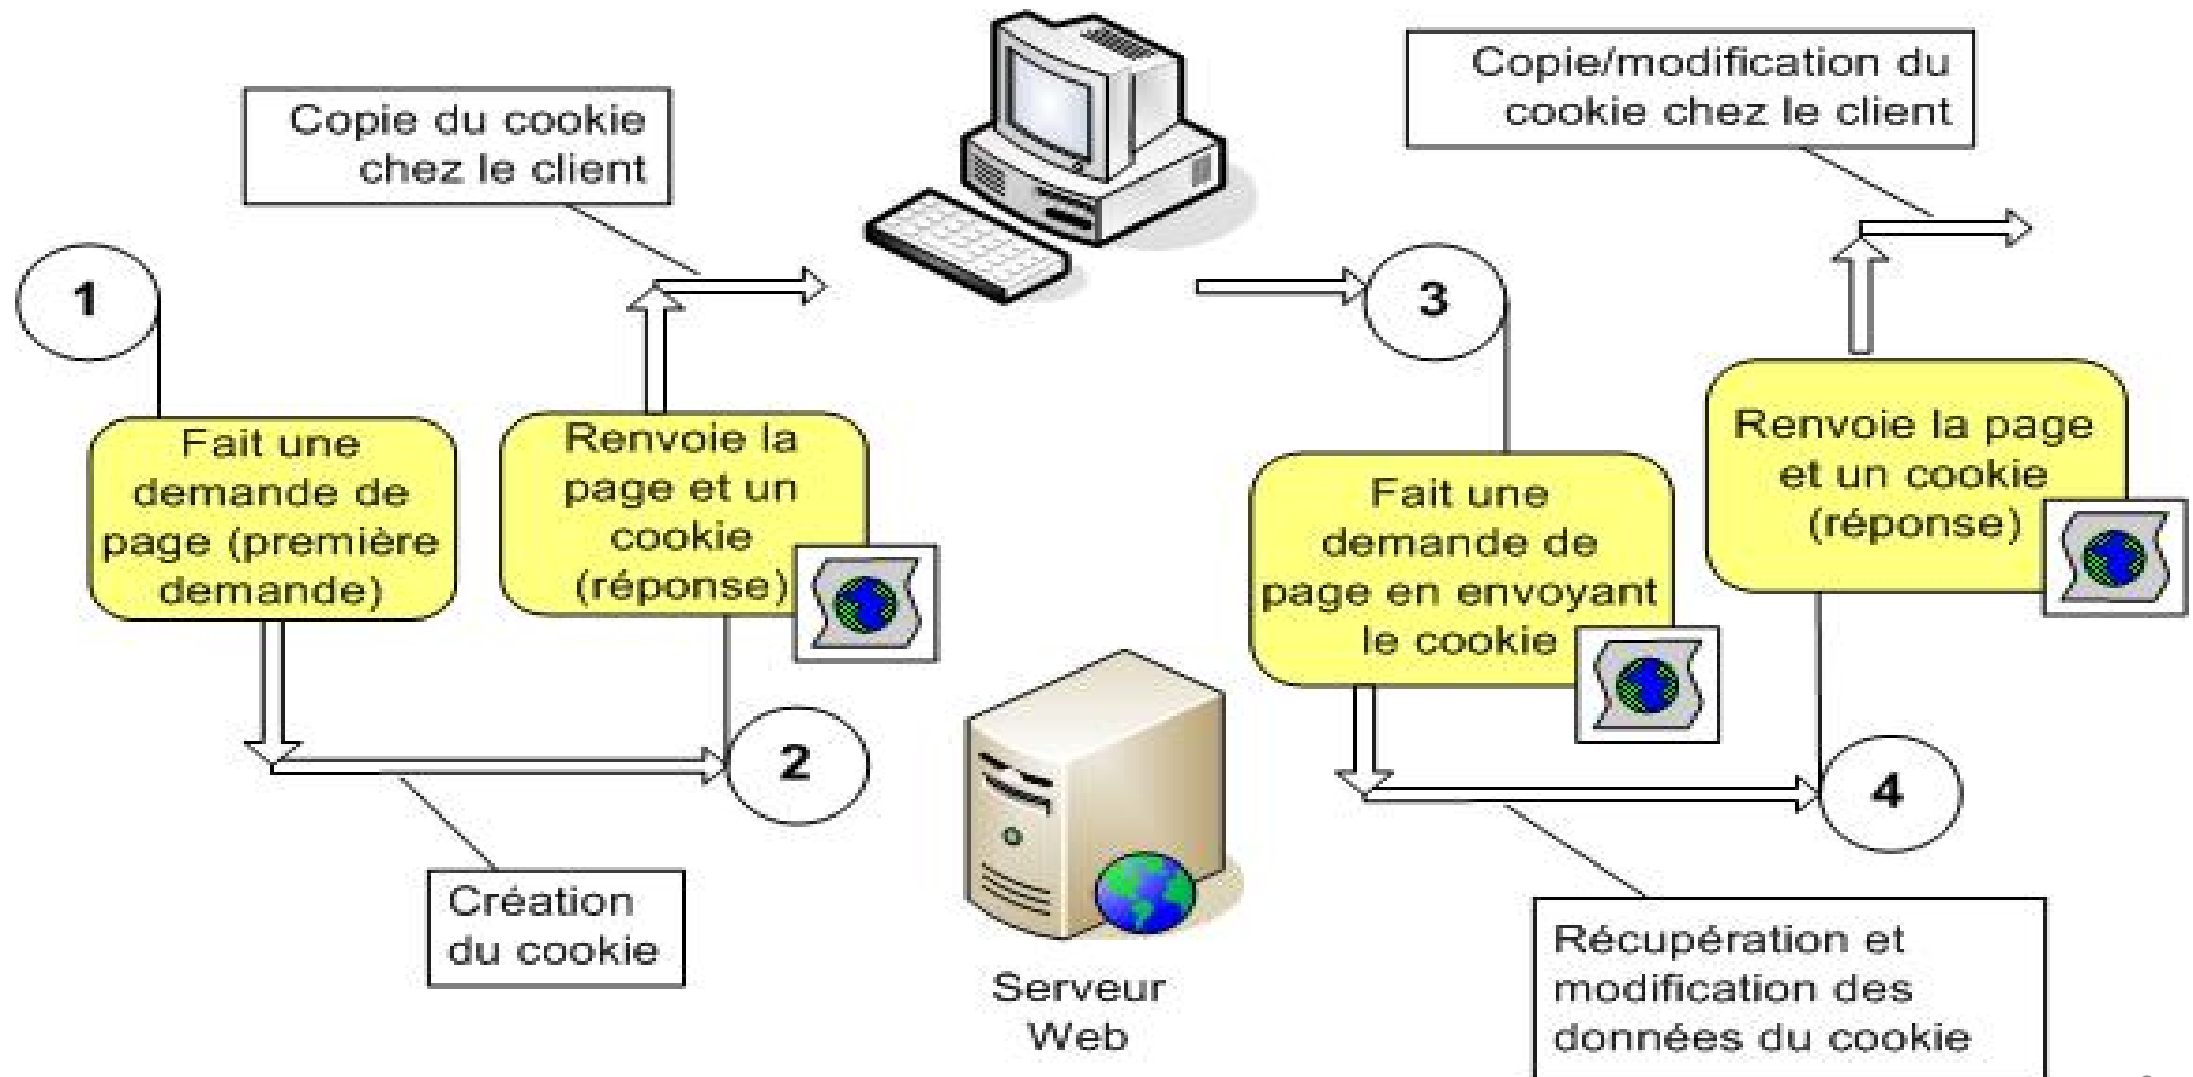 Copie du cookie
chez le client
Copie/modification du
cookie chez le client
1
3
Fait une
demande de
page (première
demande)
Renvoie la
page et un
cookie
(réponse)
Fait une
demande de
page en envoyant
le cookie
Renvoie la page
et un cookie
(réponse)
2
4
Création
du cookie
Serveur
Web
Récupération et
modification des
données du cookie